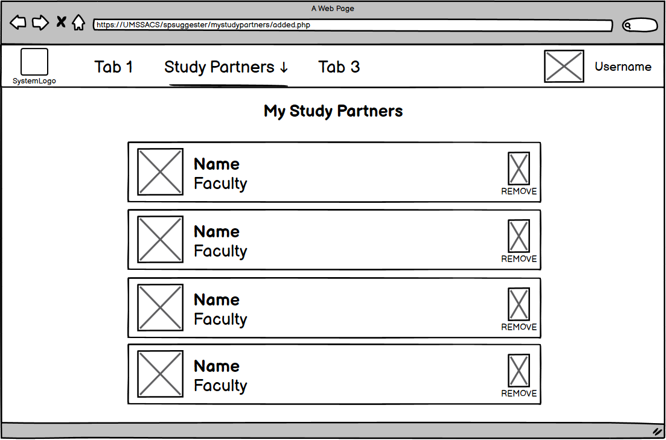 A Web Page
https://UMSSACS/spsuggester/mystudypartners/added.php
SystemLogo
Tab 1
Study Partners ↓
Tab 3
Username
My Study Partners
Name
Faculty
REMOVE
Name
Faculty
REMOVE
Name
Faculty
REMOVE
Name
Faculty
REMOVE